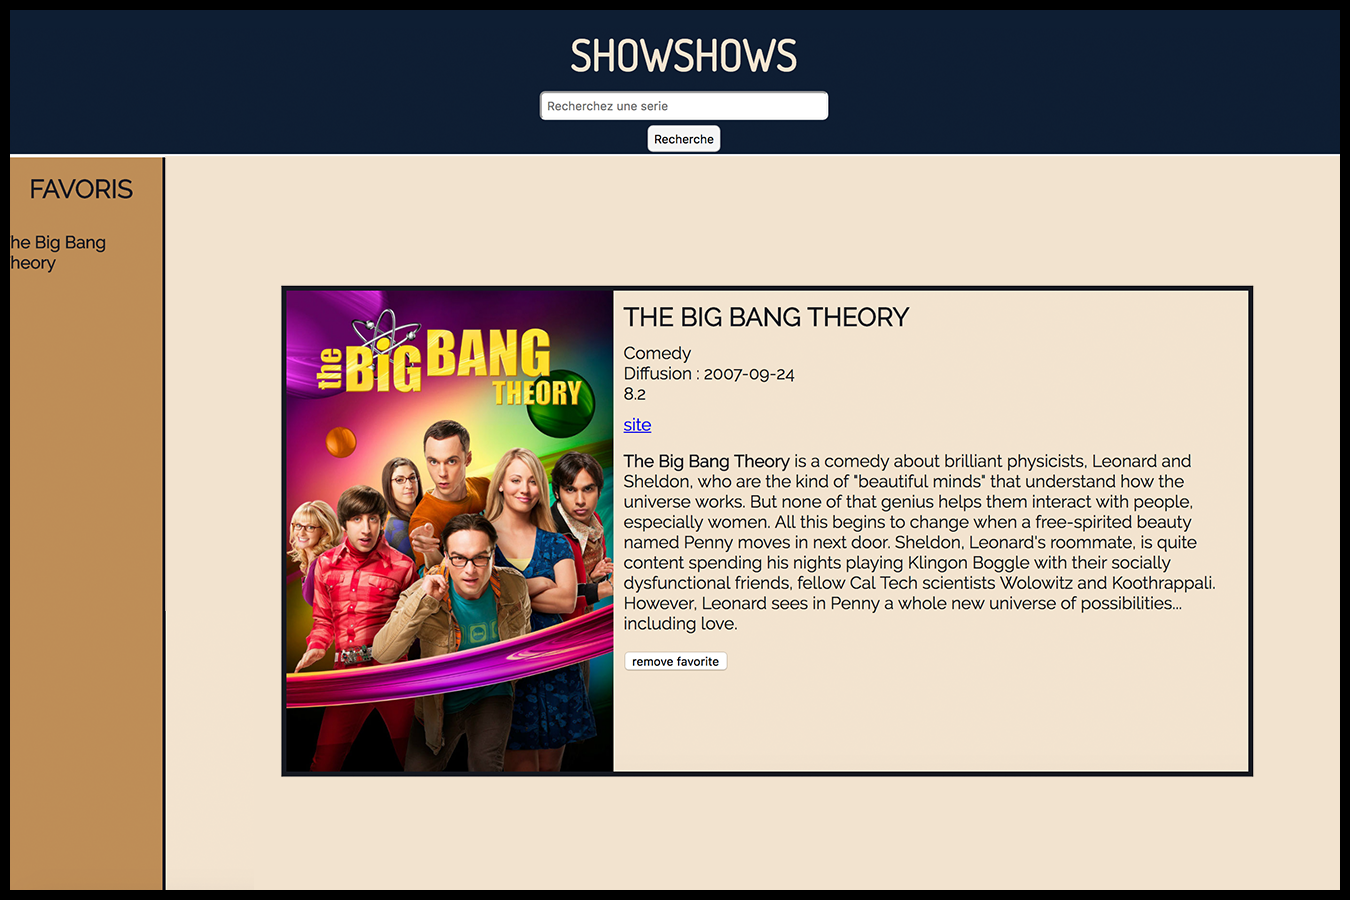 SHOWSHOWS
Recherchez une serie
Recherche
FAVORIS
he Big Bang
heory
the BIG BANG
THEORY
THE BIG BANG THEORY
Comedy
Diffusion : 2007-09-24
8.2
site
The Big Bang Theory is a comedy about brilliant physicists, Leonard and
Sheldon, who are the kind of "beautiful minds" that understand how the
universe works. But none of that genius helps them interact with people,
especially women. All this begins to change when a free-spirited beauty
named Penny moves in next door. Sheldon, Leonard's roommate, is quite
content spending his nights playing Klingon Boggle with their socially
dysfunctional friends, fellow Cal Tech scientists Wolowitz and Koothrappali.
However, Leonard sees in Penny a whole new universe of possibilities...
including love.
remove favorite